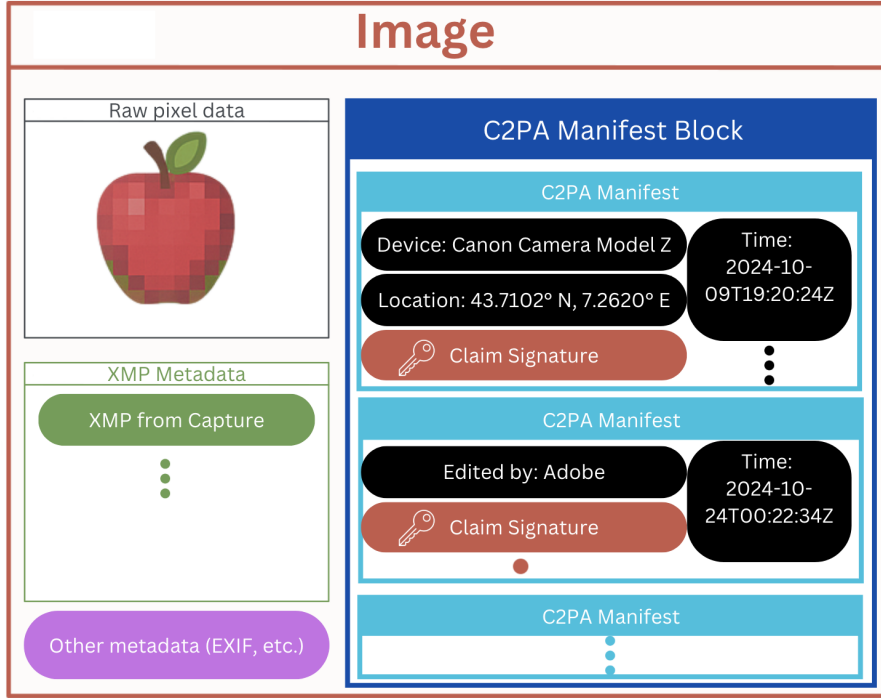 Image
Raw pixel data
XMP Metadata
XMP from Capture
Other metadata (EXIF, etc.)
C2PA Manifest Block
C2PA Manifest
Device: Canon Camera Model Z
Location: 43.7102° N, 7.2620° E
Claim Signature
Time:
2024-10-
09T19:20:24Z
C2PA Manifest
Edited by: Adobe
Claim Signature
Time:
2024-10-
24T00:22:34Z
C2PA Manifest